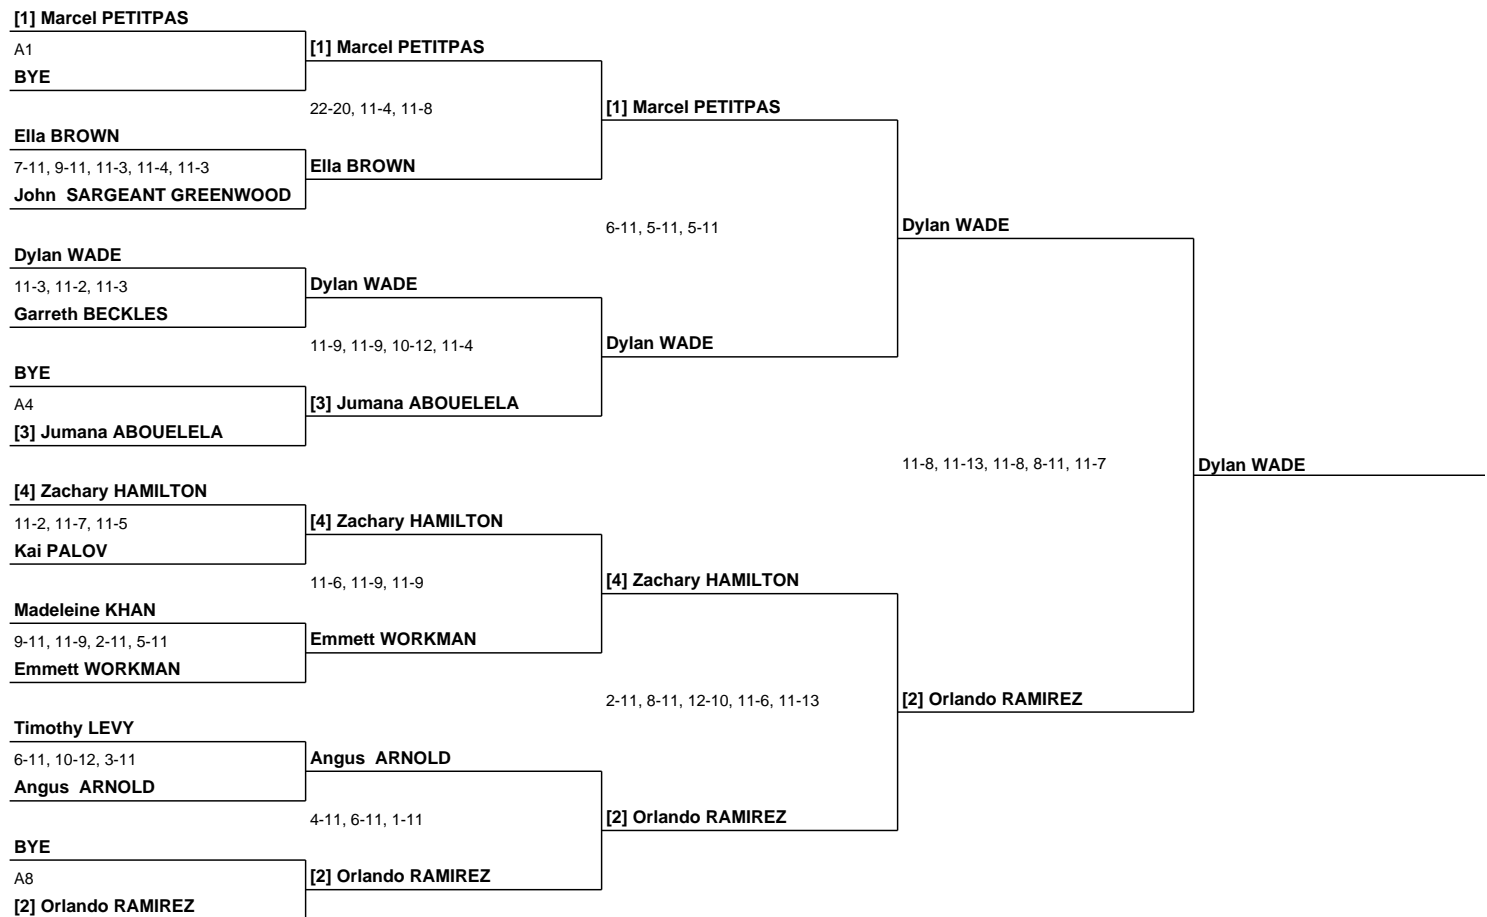 [1] Marcel PETITPAS
A1
BYE
Ella BROWN
7-11, 9-11, 11-3, 11-4, 11-3
John  SARGEANT GREENWOOD
Dylan WADE
11-3, 11-2, 11-3
Garreth BECKLES
BYE
A4
[3] Jumana ABOUELELA
[4] Zachary HAMILTON
11-2, 11-7, 11-5
Kai PALOV
Madeleine KHAN
9-11, 11-9, 2-11, 5-11
Emmett WORKMAN
Timothy LEVY
6-11, 10-12, 3-11
Angus  ARNOLD
BYE
A8
[2] Orlando RAMIREZ
[1] Marcel PETITPAS
22-20, 11-4, 11-8
Ella BROWN
Dylan WADE
11-9, 11-9, 10-12, 11-4
[3] Jumana ABOUELELA
[4] Zachary HAMILTON
11-6, 11-9, 11-9
Emmett WORKMAN
Angus  ARNOLD
4-11, 6-11, 1-11
[2] Orlando RAMIREZ
[1] Marcel PETITPAS
6-11, 5-11, 5-11
Dylan WADE
[4] Zachary HAMILTON
2-11, 8-11, 12-10, 11-6, 11-13
[2] Orlando RAMIREZ
Dylan WADE
11-8, 11-13, 11-8, 8-11, 11-7
[2] Orlando RAMIREZ
Dylan WADE